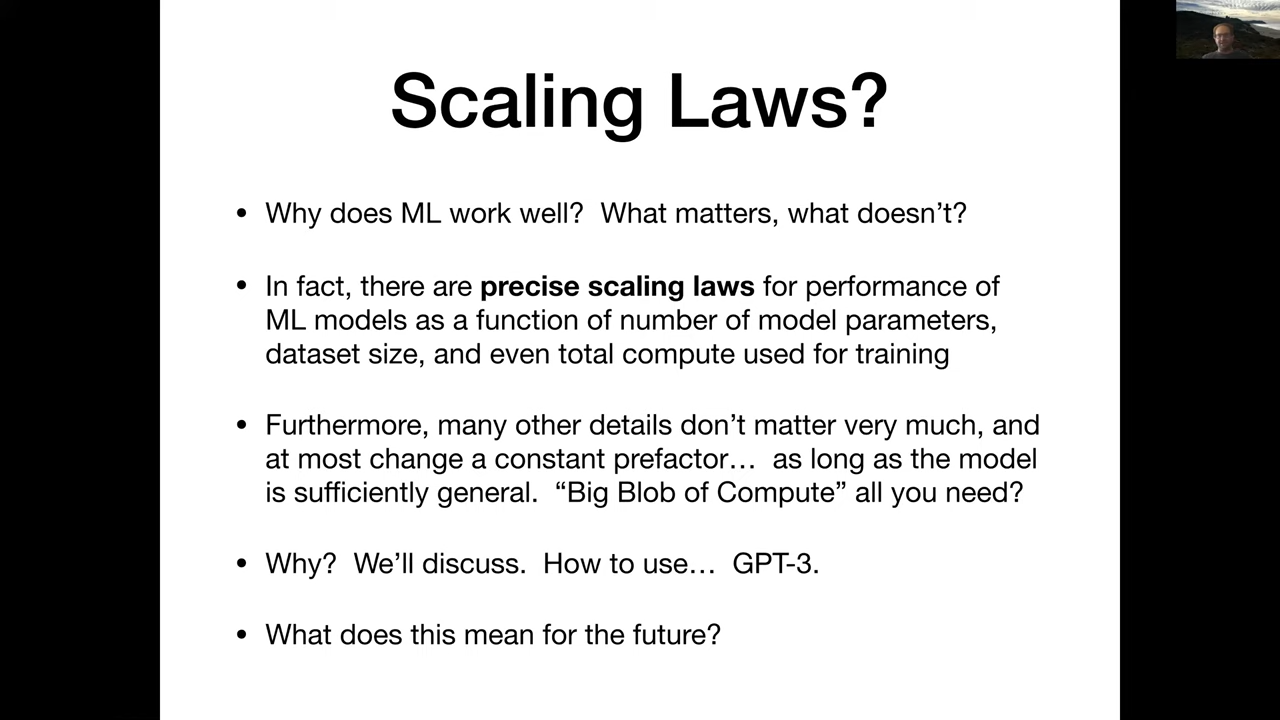 Scaling Laws?
• Why does ML work well?  What matters, what doesn’t?
• In fact, there are precise scaling laws for performance of
ML models as a function of number of model parameters,
dataset size, and even total compute used for training
• Furthermore, many other details don’t matter very much, and
at most change a constant prefactor…  as long as the model
is sufficiently general.  “Big Blob of Compute” all you need?
• Why?  We’ll discuss.  How to use…  GPT-3.
• What does this mean for the future?